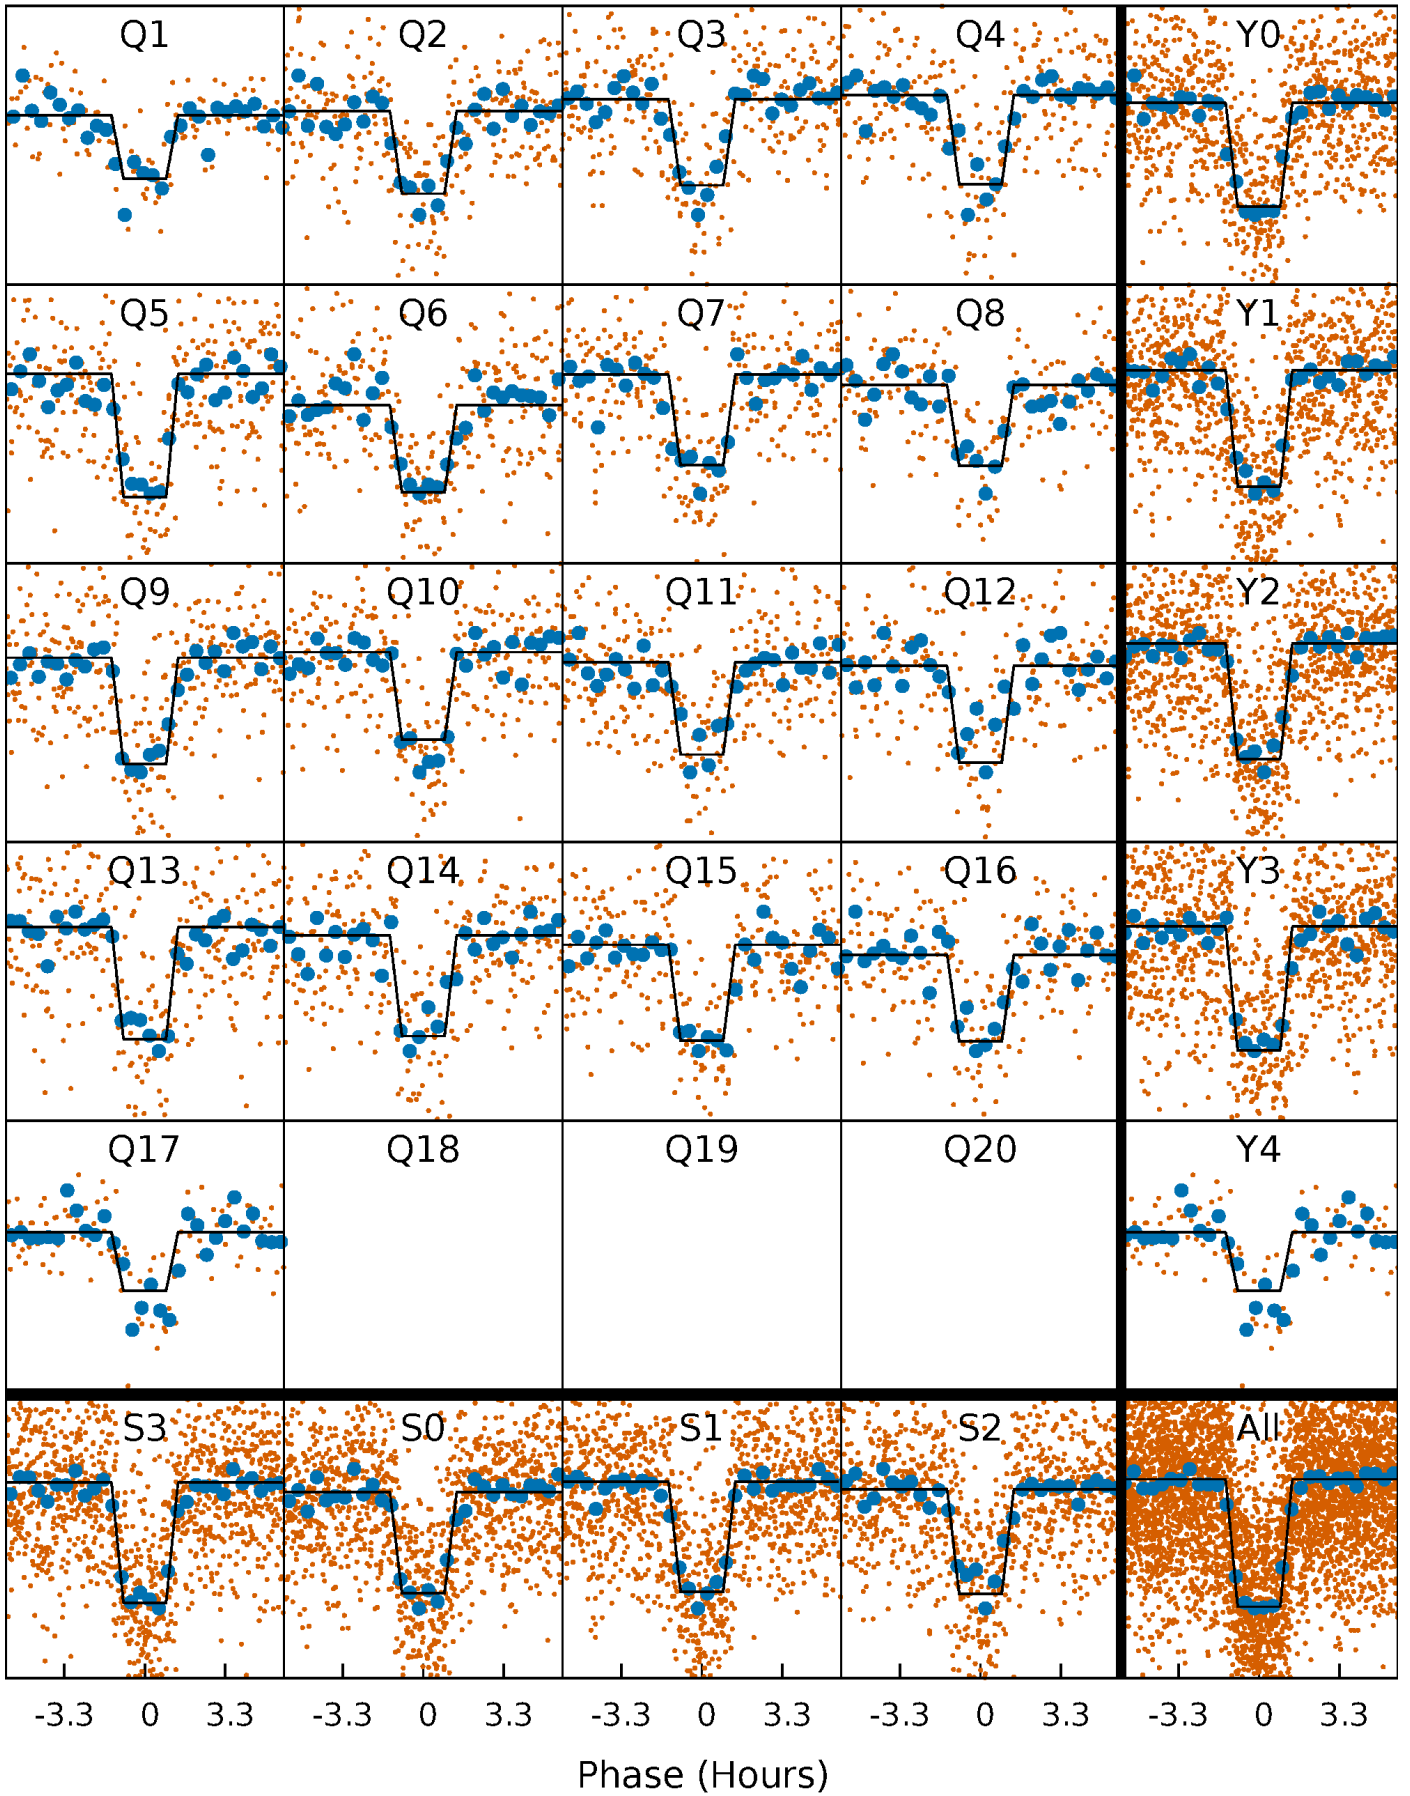 Q1 Q2 Q3 Q4 Y0
Q5 Q6 Q7 Q8 Y1
Q9 Q10 Q11 Q12 Y2
Q13 Q14 Q15 Q16 Y3
Q17 Q18 Q19 Q20 Y4
S3 S0 S1 S2 All
-3.3 0 3.3 -3.3 0 3.3 -3.3 0 3.3 -3.3 0 3.3 -3.3 0 3.3
Phase (Hours)